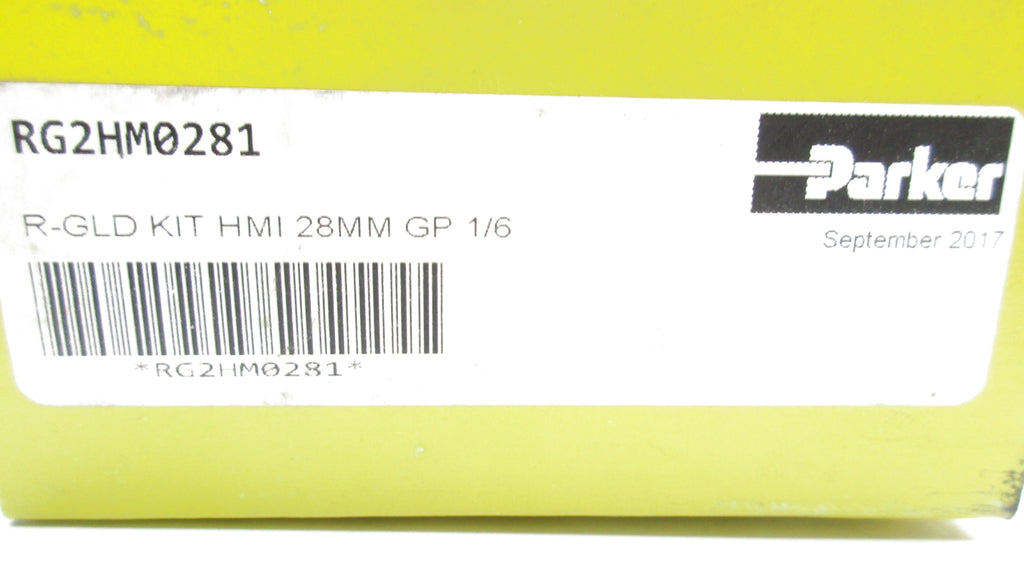 RG2HM0281
Parker
September 2017
R-GLD KIT HMI 28MM GP 1/6
*RG2HM0281*